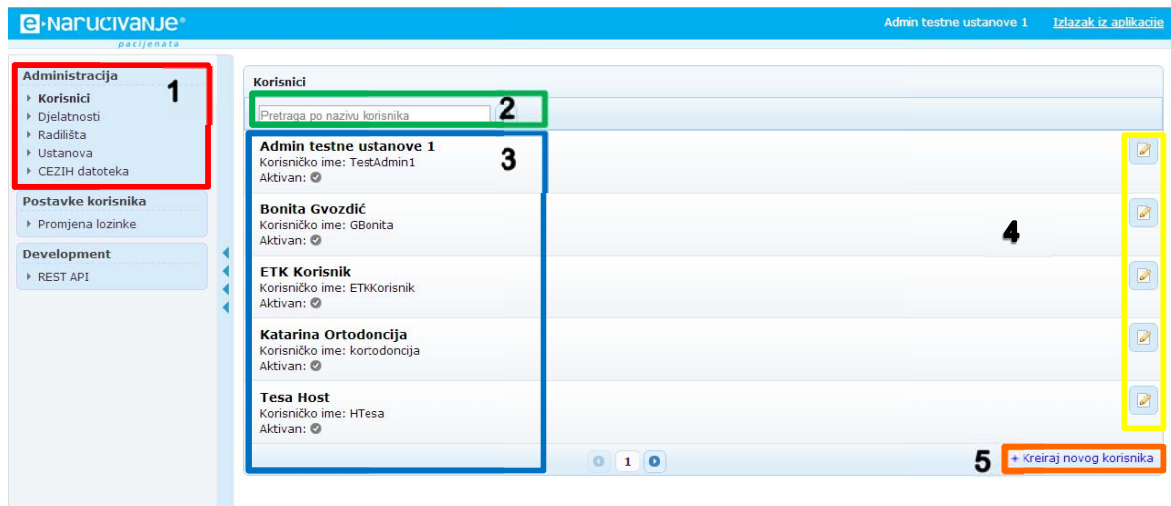 e-Narucivanje®
pacijenata
Admin testne ustanove 1 Izlazak iz aplikacije
Administracija
1
Korisnici
Djelatnosti
Radilišta
Ustanova
CEZIH datoteka
Postavke korisnika
Promjena lozinke
Development
REST API
Korisnici
Pretraga po nazivu korisnika
2
3
Admin testne ustanove 1
Korisničko ime: TestAdmin1
Aktivan:
Bonita Gvozdić
Korisničko ime: GBonita
Aktivan:
4
ETK Korisnik
Korisničko ime: ETKKorisnik
Aktivan:
Katarina Ortodoncija
Korisničko ime: kortodoncija
Aktivan:
Tesa Host
Korisničko ime: HTesa
Aktivan:
1
5
+ Kreiraj novog korisnika